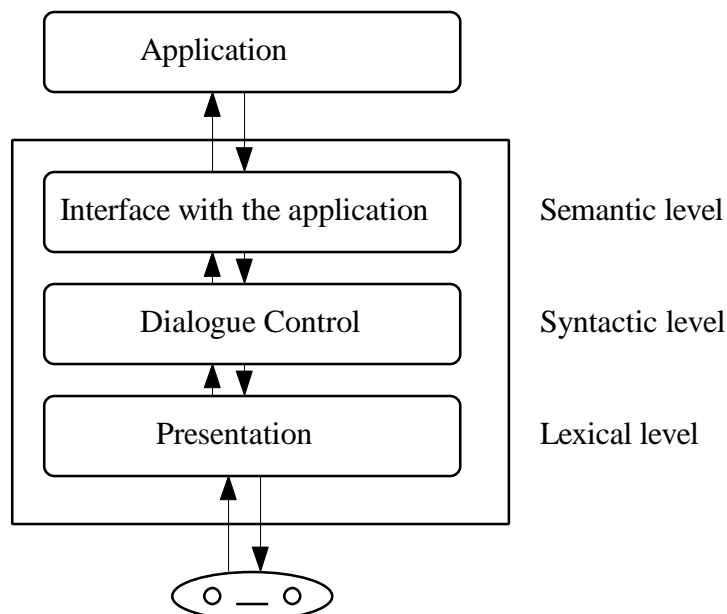 Application
Interface with the application
Semantic level
Dialogue Control
Syntactic level
Presentation
Lexical level